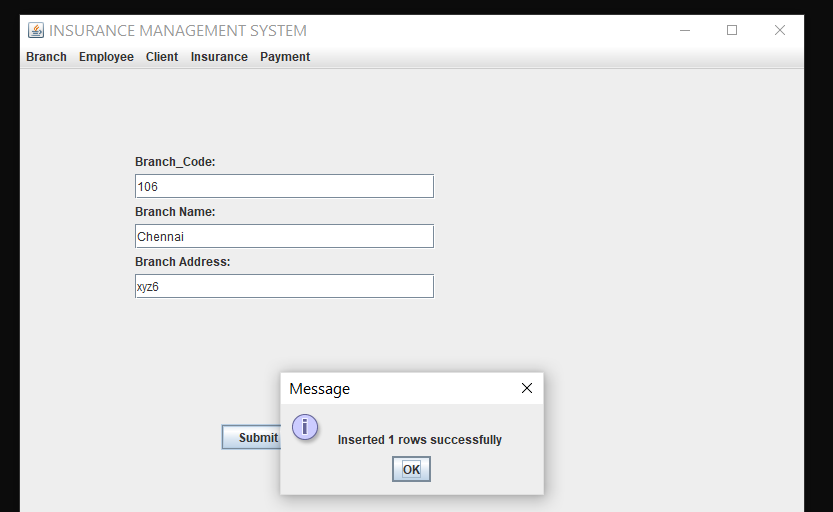 INSURANCE MANAGEMENT SYSTEM
Branch Employee Client Insurance Payment
Branch_Code:
106
Branch Name:
Chennai
Branch Address:
xyz6
Message
Submit
i
Inserted 1 rows successfully
OK